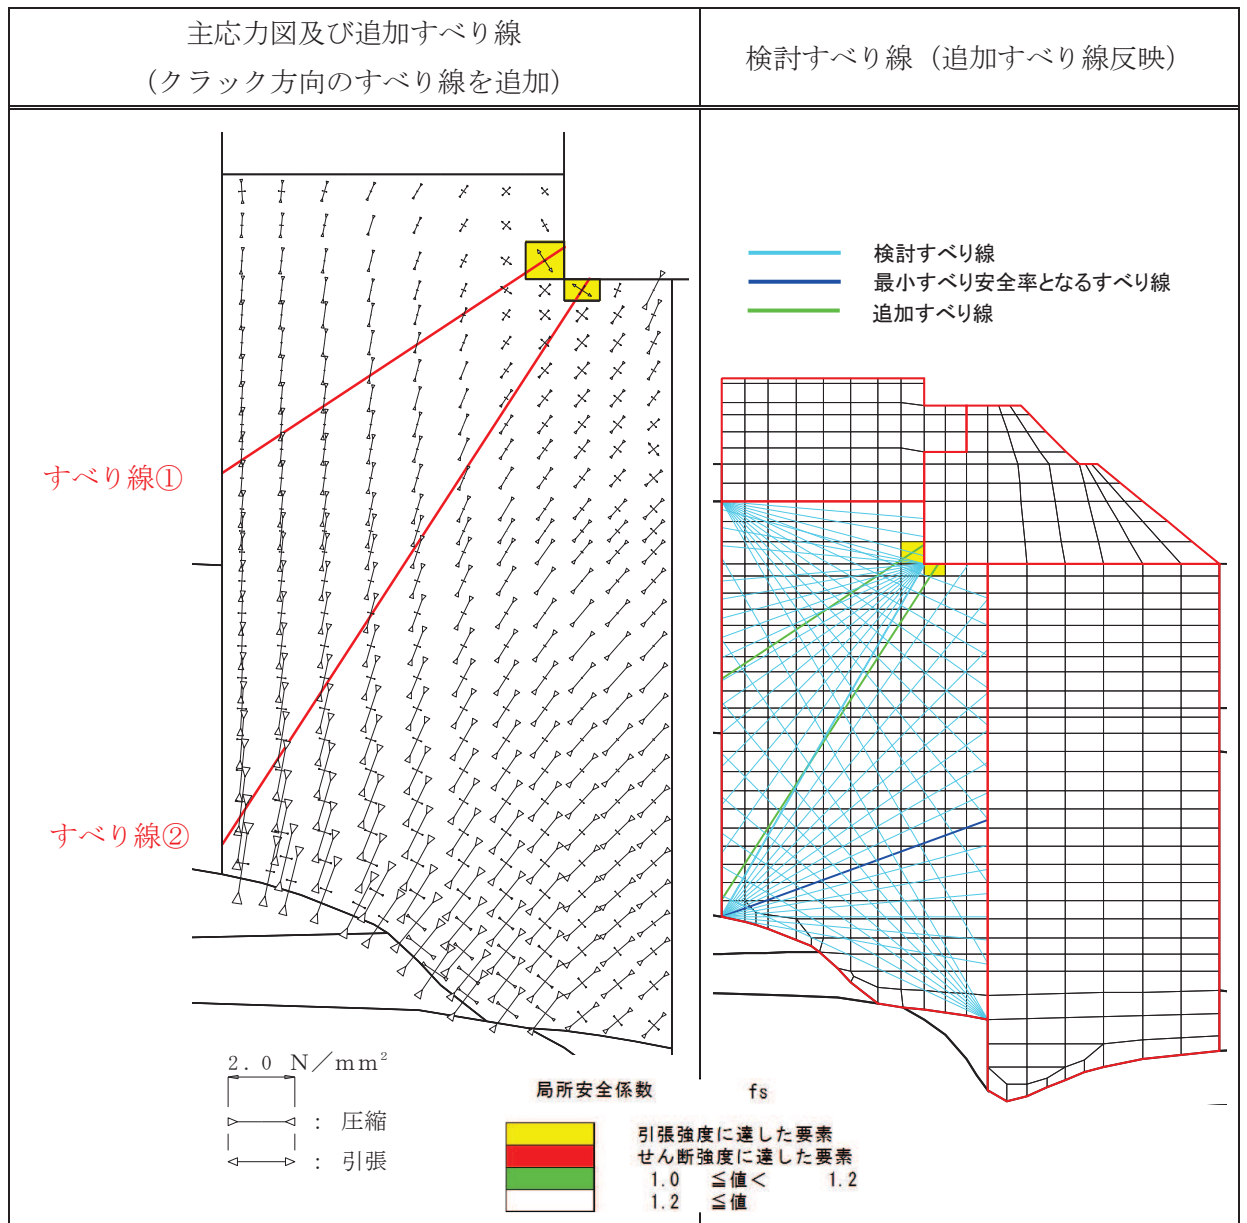 主応力図及び追加すべり線
(クラック方向のすべり線を追加)
検討すべり線（追加すべり線反映）
検討すべり線
最小すべり安全率となるすべり線
追加すべり線
すべり線①
すべり線②
2.0 N／mm²
： 圧縮
： 引張
局所安全係数 fs
引張強度に達した要素
せん断強度に達した要素
1.0 ≦値＜ 1.2
1.2 ≦値